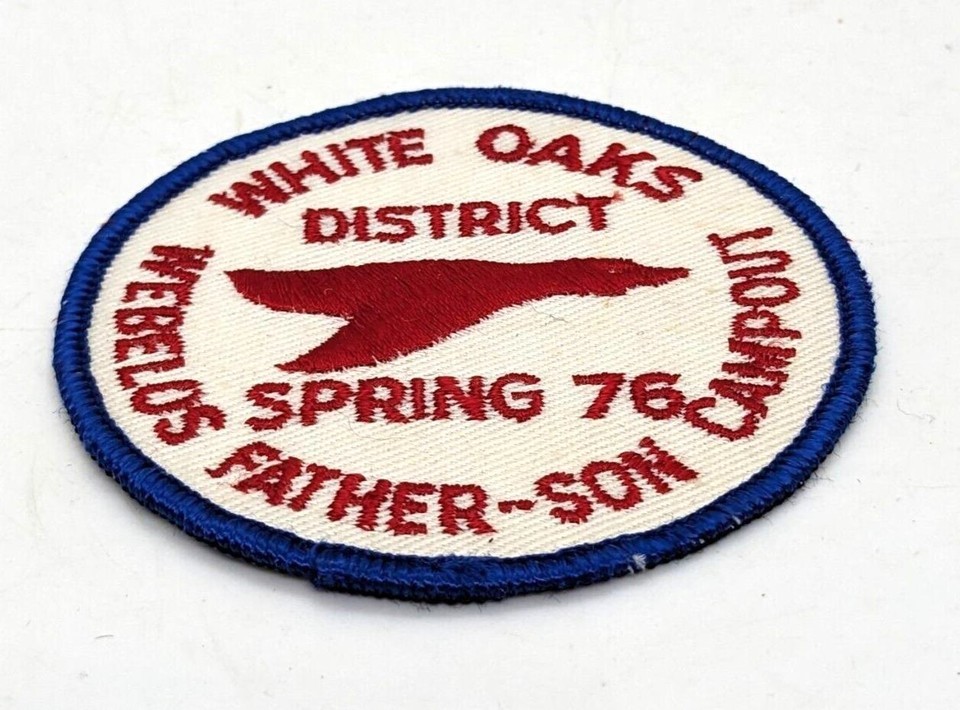 WHITE OAKS
DISTRICT
SPRING 76
WEBELOS FATHER-SON CAMPOUT